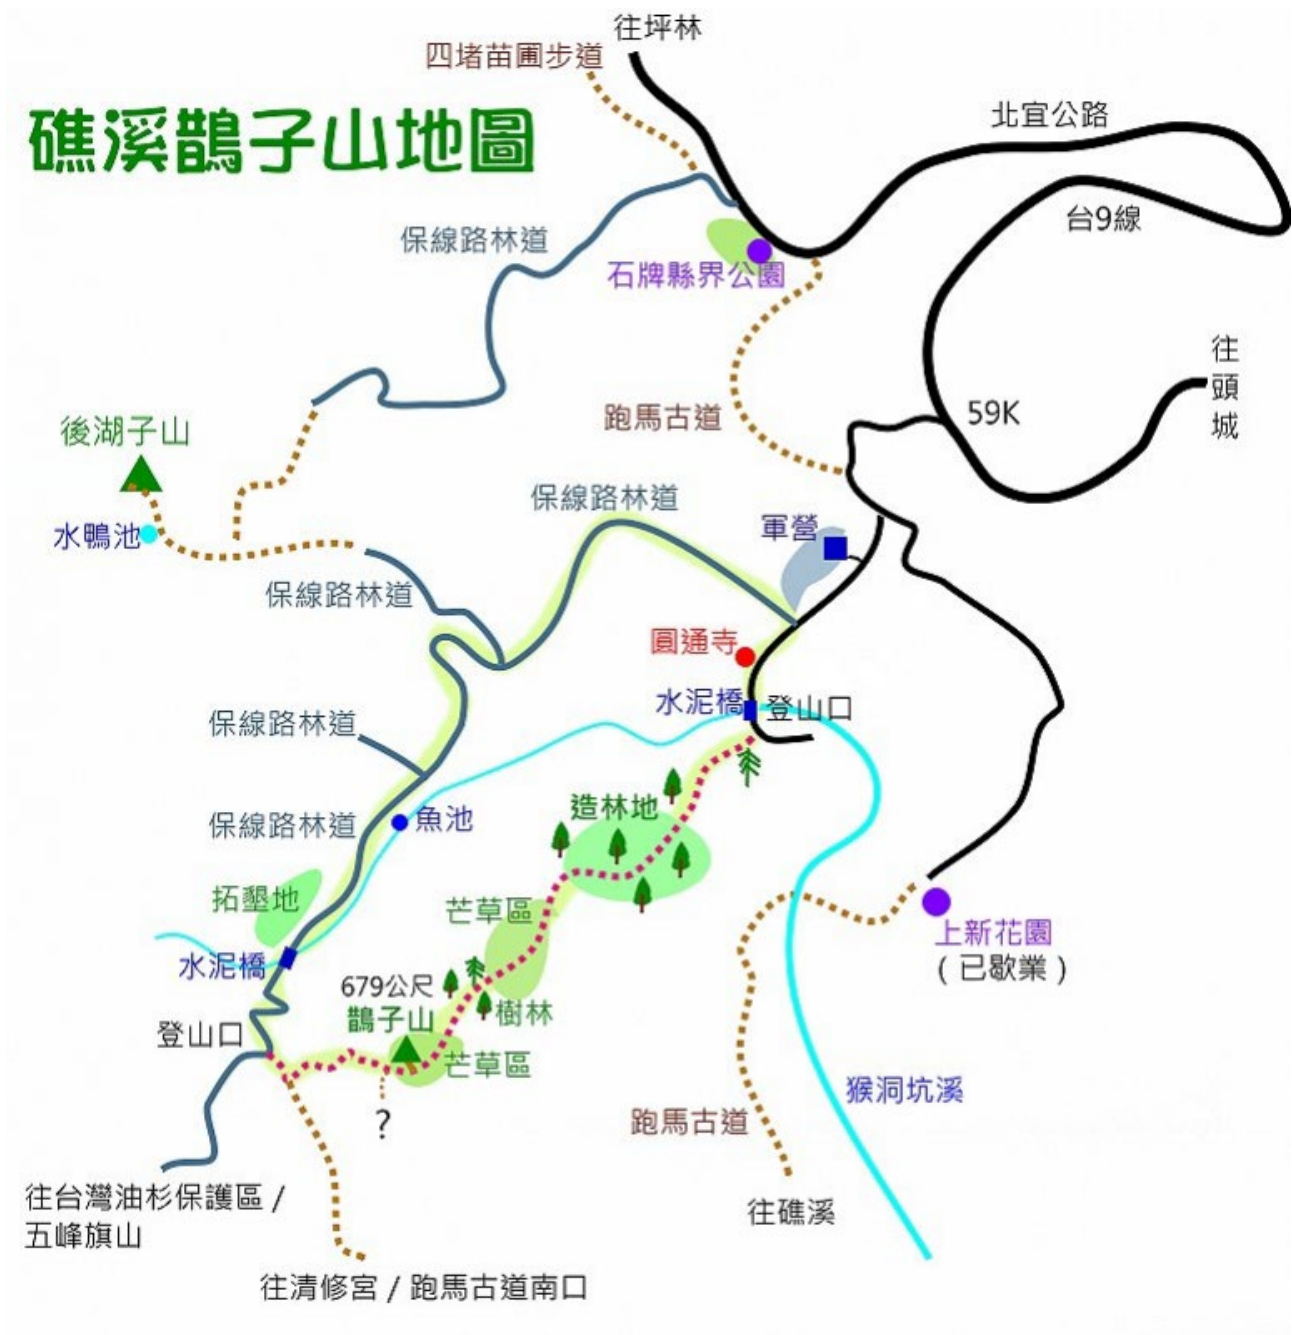 往坪林
四堵苗圃步道
北宜公路
礁溪鵲子山地圖
台9線
保線路林道
石牌縣界公園
往頭城
跑馬古道
59K
後湖子山
保線路林道
水鴨池
軍營
保線路林道
圓通寺
水泥橋
登山口
保線路林道
造林地
魚池
保線路林道
拓墾地
芒草區
上新花園
(已歇業)
水泥橋
679公尺
鵲子山
樹林
登山口
芒草區
猴洞坑溪
?
跑馬古道
往台灣油杉保護區/
五峰旗山
往礁溪
往清修宮/跑馬古道南口